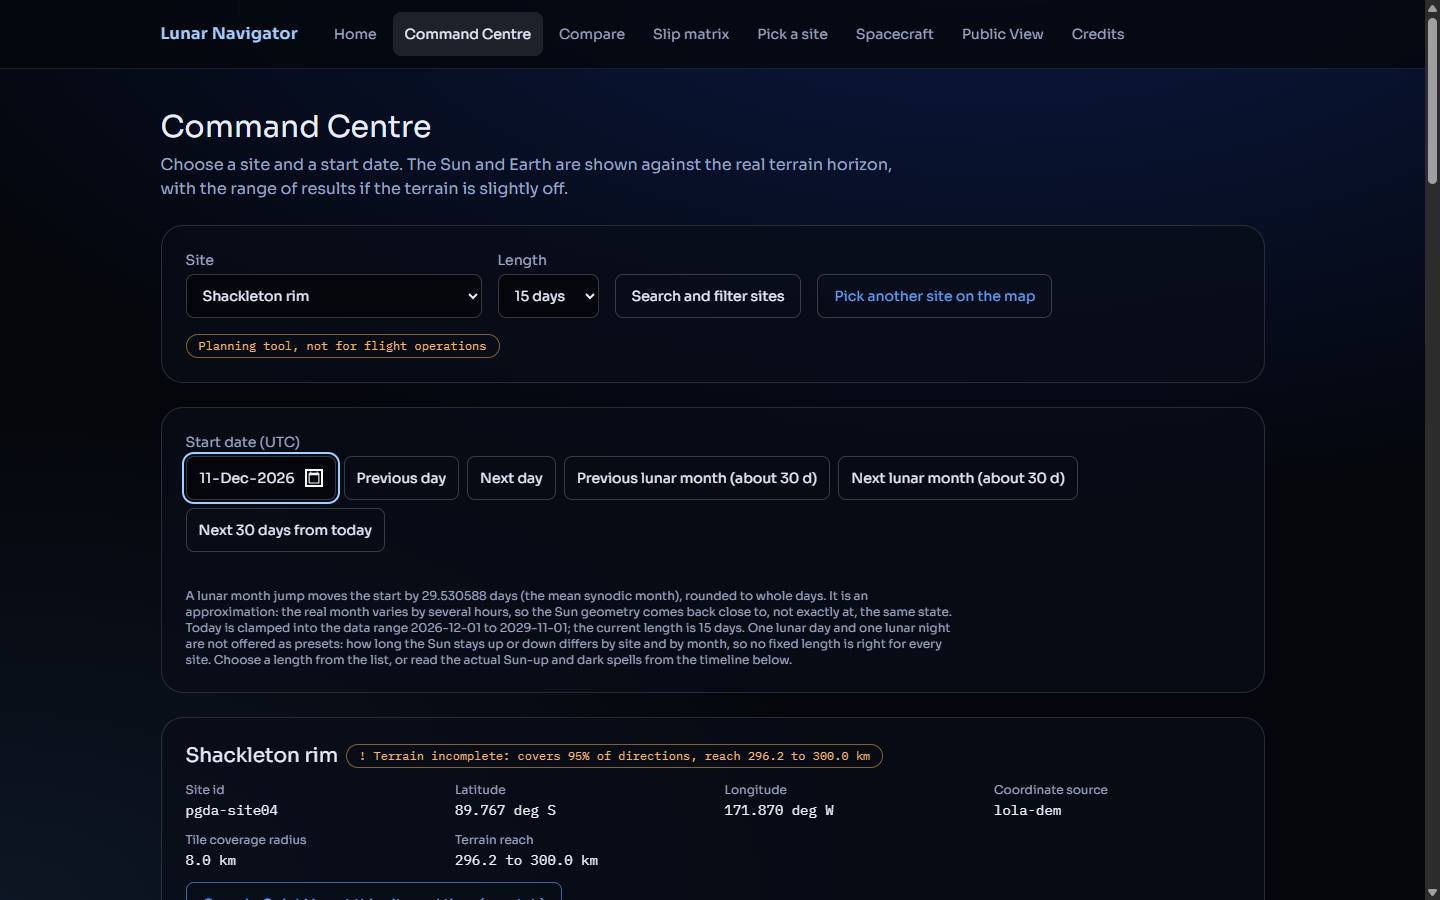 Lunar Navigator Home Command Centre Compare Slip matrix Pick a site Spacecraft Public View Credits
Command Centre
Choose a site and a start date. The Sun and Earth are shown against the real terrain horizon,
with the range of results if the terrain is slightly off.
Site Length
Shackleton rim 15 days Search and filter sites Pick another site on the map
Planning tool, not for flight operations
Start date (UTC)
11-Dec-2026 Previous day Next day Previous lunar month (about 30 d) Next lunar month (about 30 d)
Next 30 days from today
A lunar month jump moves the start by 29.530588 days (the mean synodic month), rounded to whole days. It is an
approximation: the real month varies by several hours, so the Sun geometry comes back close to, not exactly at, the same state.
Today is clamped into the data range 2026-12-01 to 2029-11-01; the current length is 15 days. One lunar day and one lunar night
are not offered as presets: how long the Sun stays up or down differs by site and by month, so no fixed length is right for every
site. Choose a length from the list, or read the actual Sun-up and dark spells from the timeline below.
Shackleton rim ! Terrain incomplete: covers 95% of directions, reach 296.2 to 300.0 km
Site id Latitude Longitude Coordinate source
pgda-site04 89.767 deg S 171.870 deg W lola-dem
Tile coverage radius Terrain reach
8.0 km 296.2 to 300.0 km